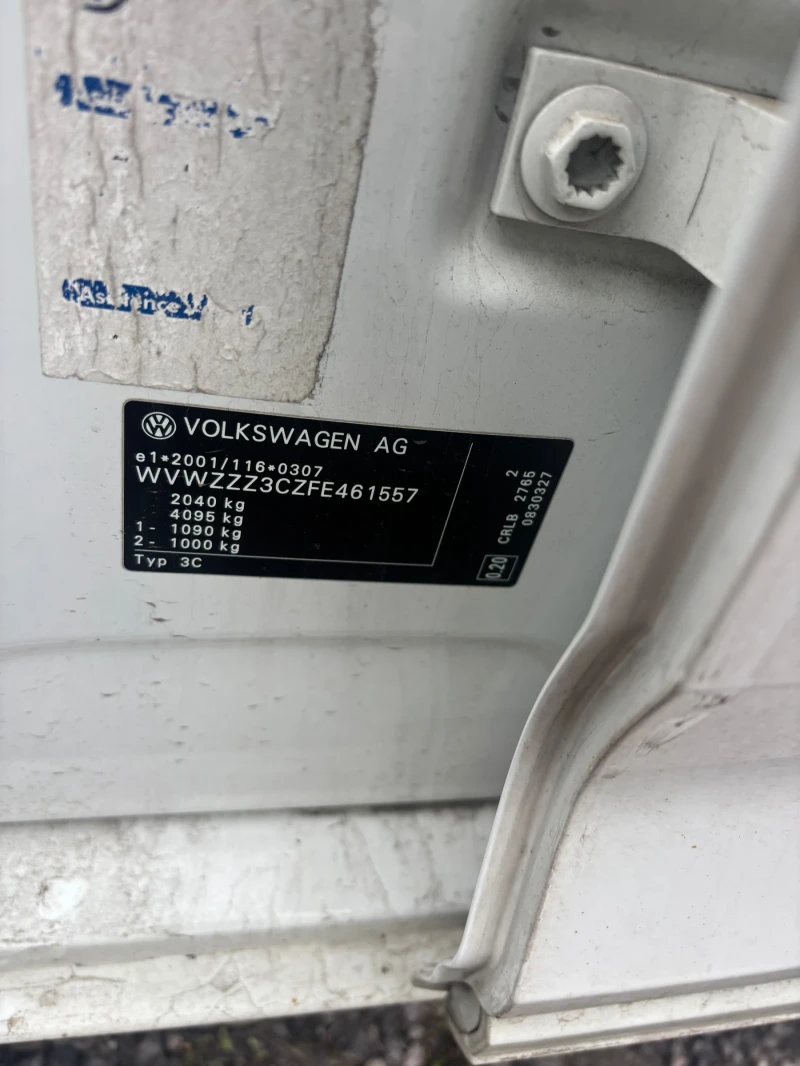 Assurance
VOLKSWAGEN AG
e1*2001/116*0307
WVWZZZ3CZFE461557
2040 kg
4095 kg
1 - 1090 kg
2 - 1000 kg
Typ 3C
0.20
CRLB 2765 2
0830327